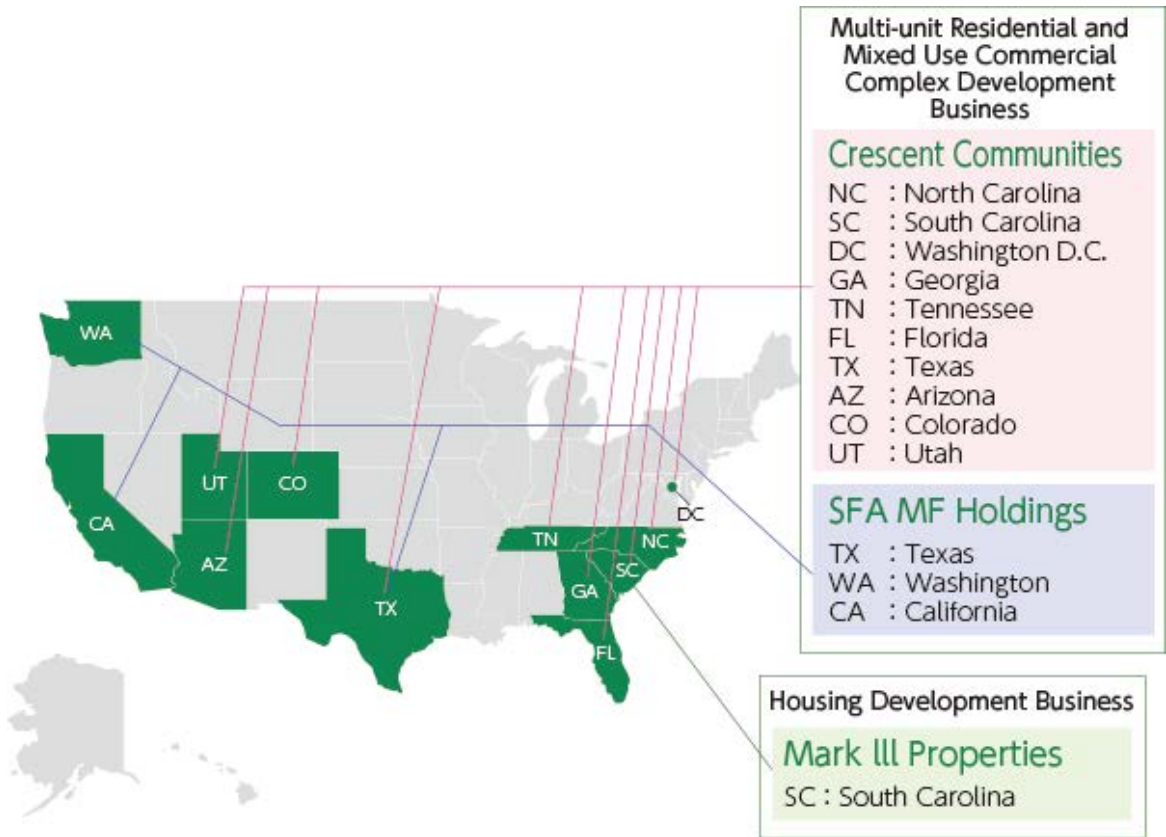 Multi-unit Residential and
Mixed Use Commercial
Complex Development
Business
Crescent Communities
NC : North Carolina
SC : South Carolina
DC : Washington D.C.
GA : Georgia
TN : Tennessee
FL : Florida
TX : Texas
AZ : Arizona
CO : Colorado
UT : Utah
SFA MF Holdings
TX : Texas
WA : Washington
CA : California
Housing Development Business
Mark lll Properties
SC : South Carolina
WA
UT
CO
CA
AZ
TX
TN
NC
SC
GA
FL
DC